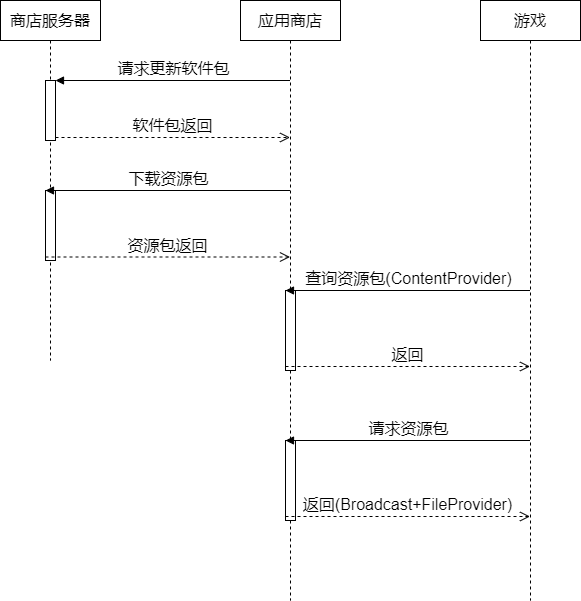 商店服务器
应用商店
游戏
请求更新软件包
软件包返回
下载资源包
资源包返回
查询资源包(ContentProvider)
返回
请求资源包
返回(Broadcast+FileProvider)